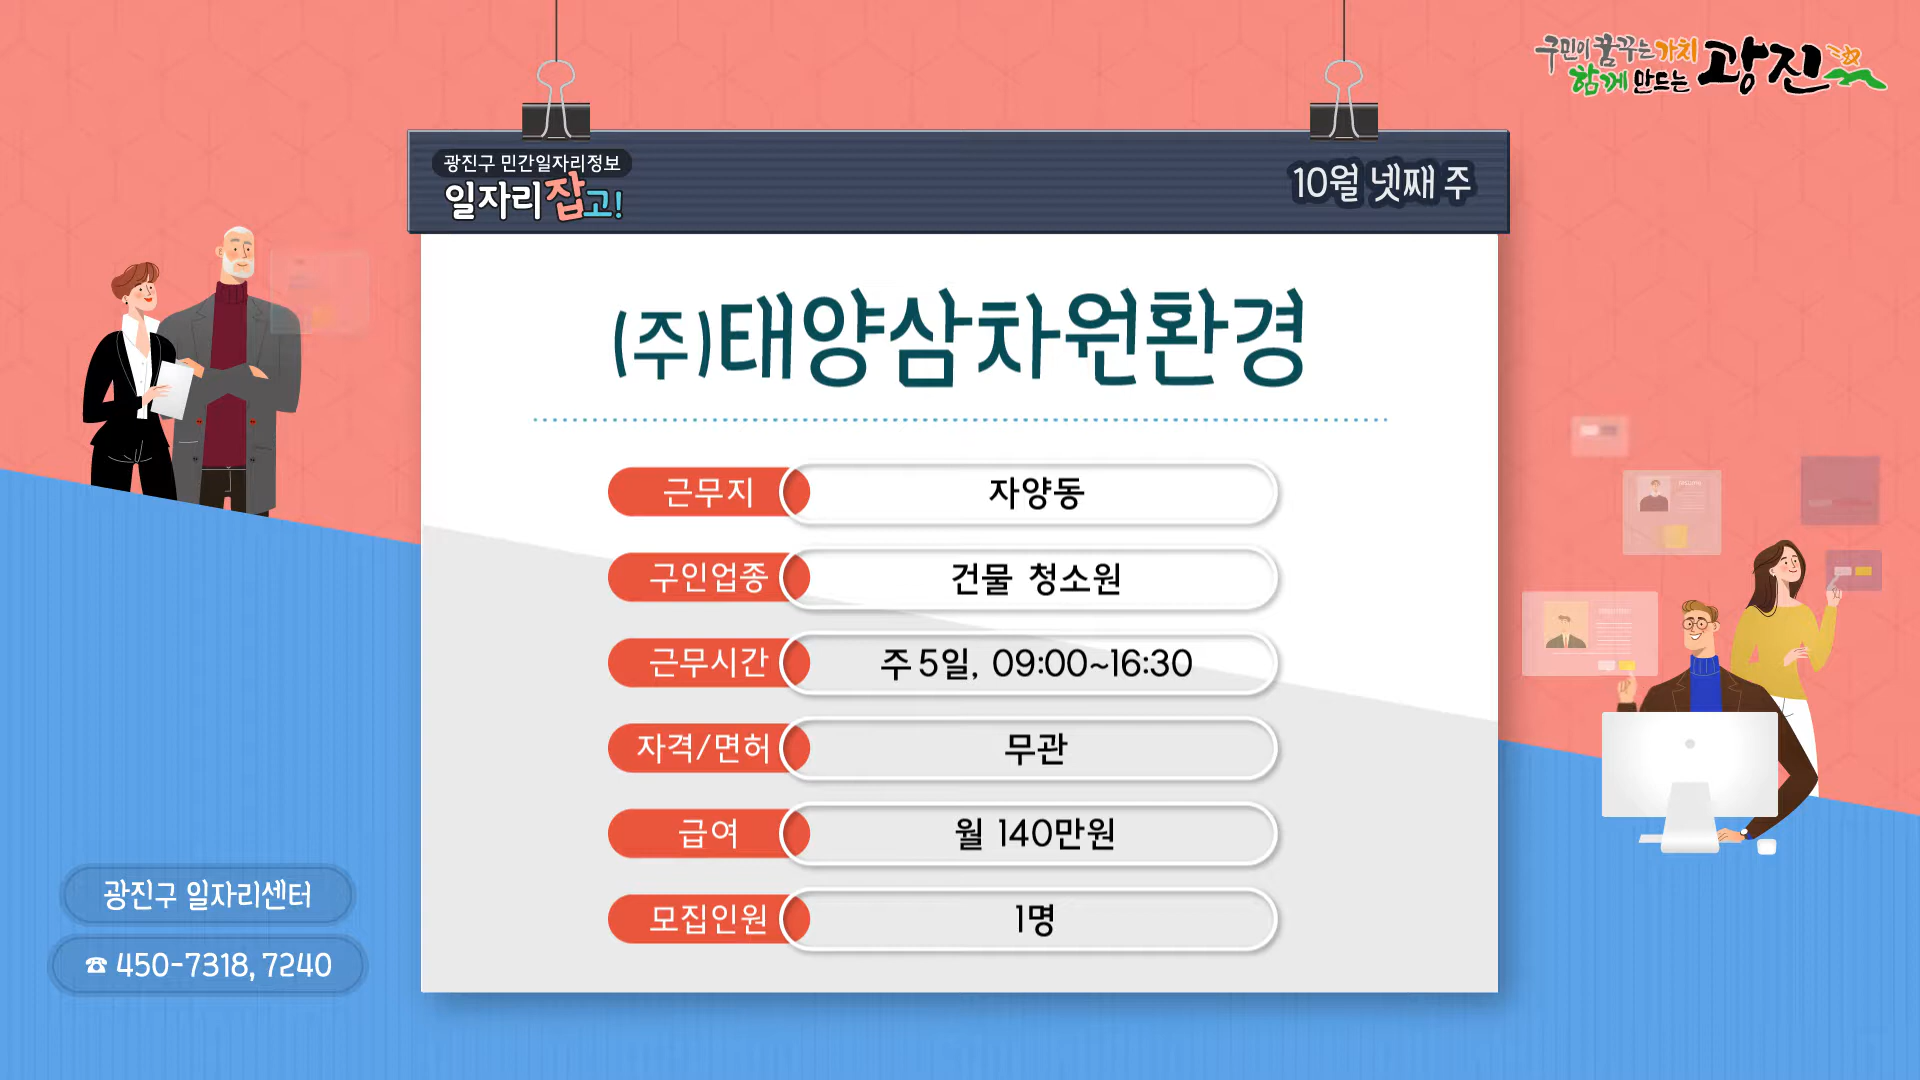 구민이 꿈꾸는 가치
함께 만드는 광진
광진구 민간일자리정보
일자리 잡고!
10월 넷째 주
(주)태양삼차원환경
근무지 자양동
구인업종 건물 청소원
근무시간 주 5일, 09:00~16:30
자격/면허 무관
급여 월 140만원
모집인원 1명
광진구 일자리센터
☎ 450-7318, 7240